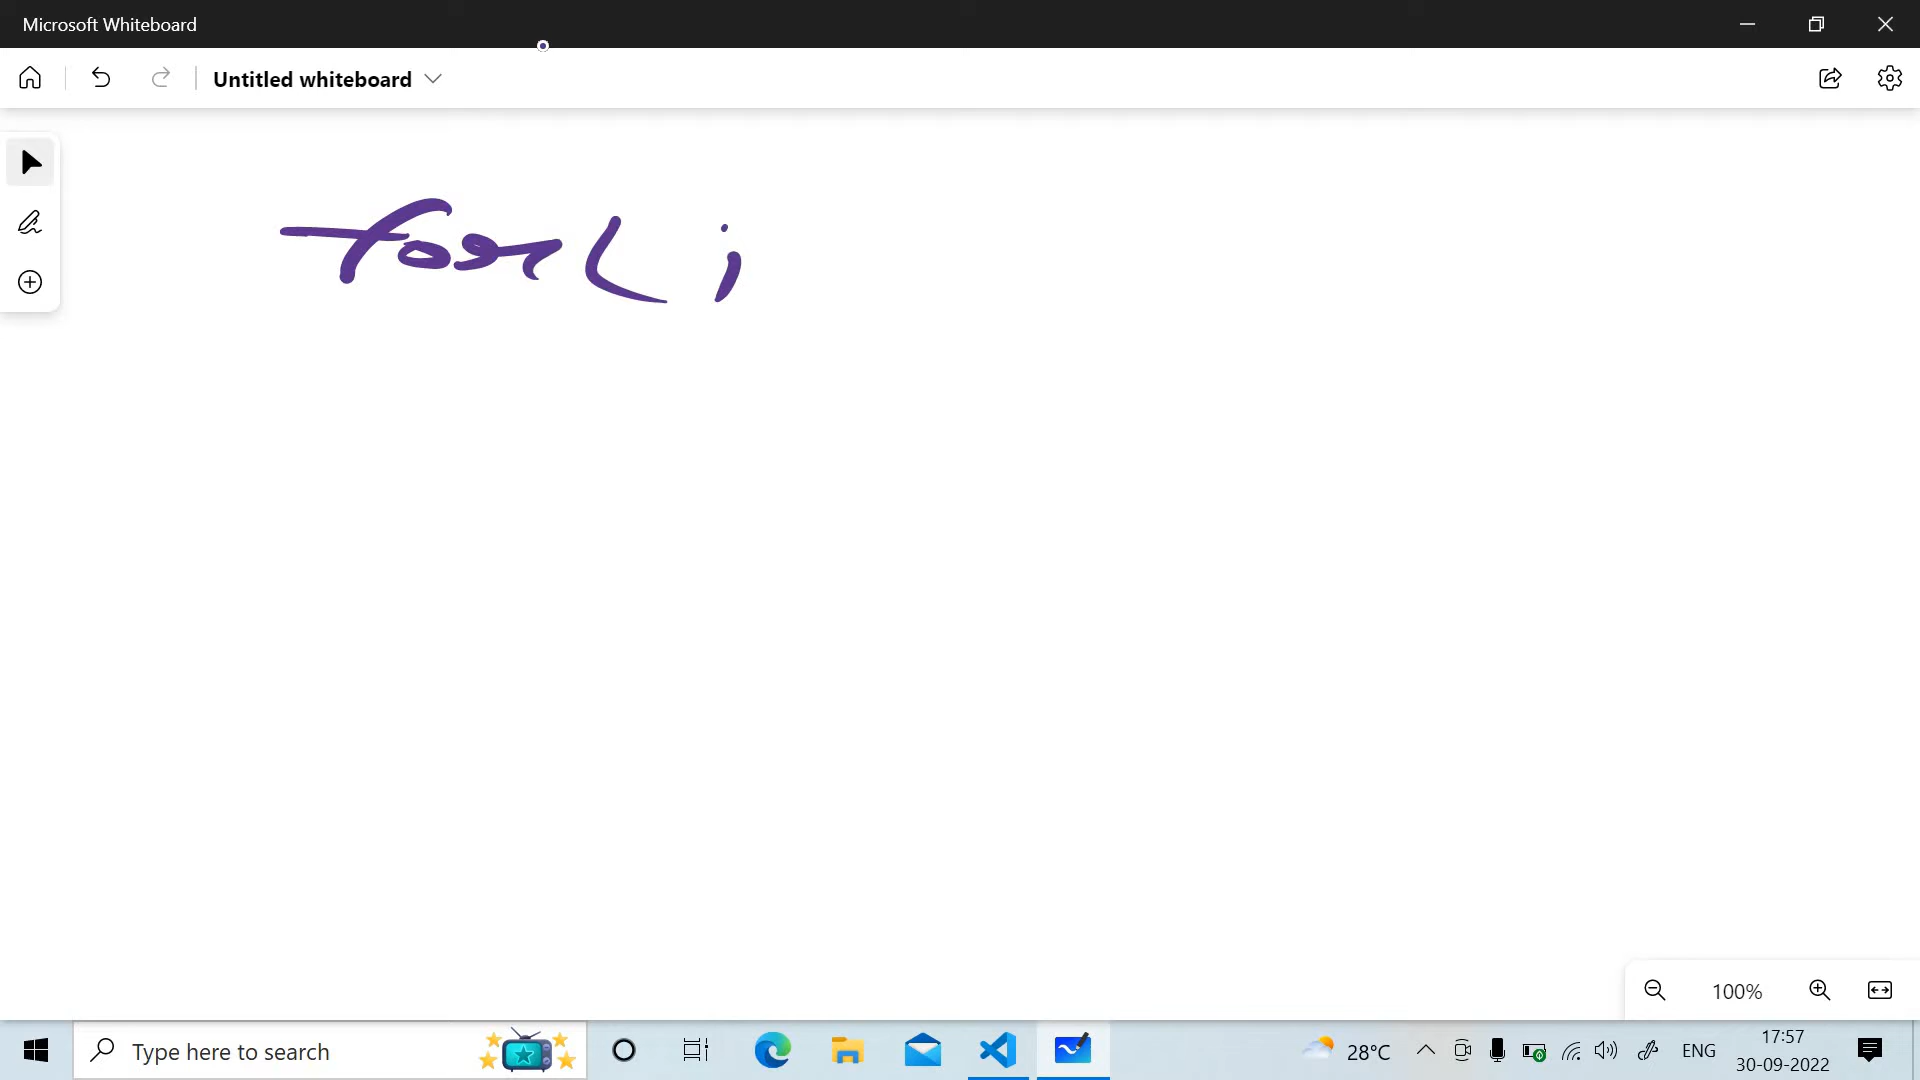 Microsoft Whiteboard
Untitled whiteboard
for( ;
100%
Type here to search
28°C
ENG
17:57
30-09-2022